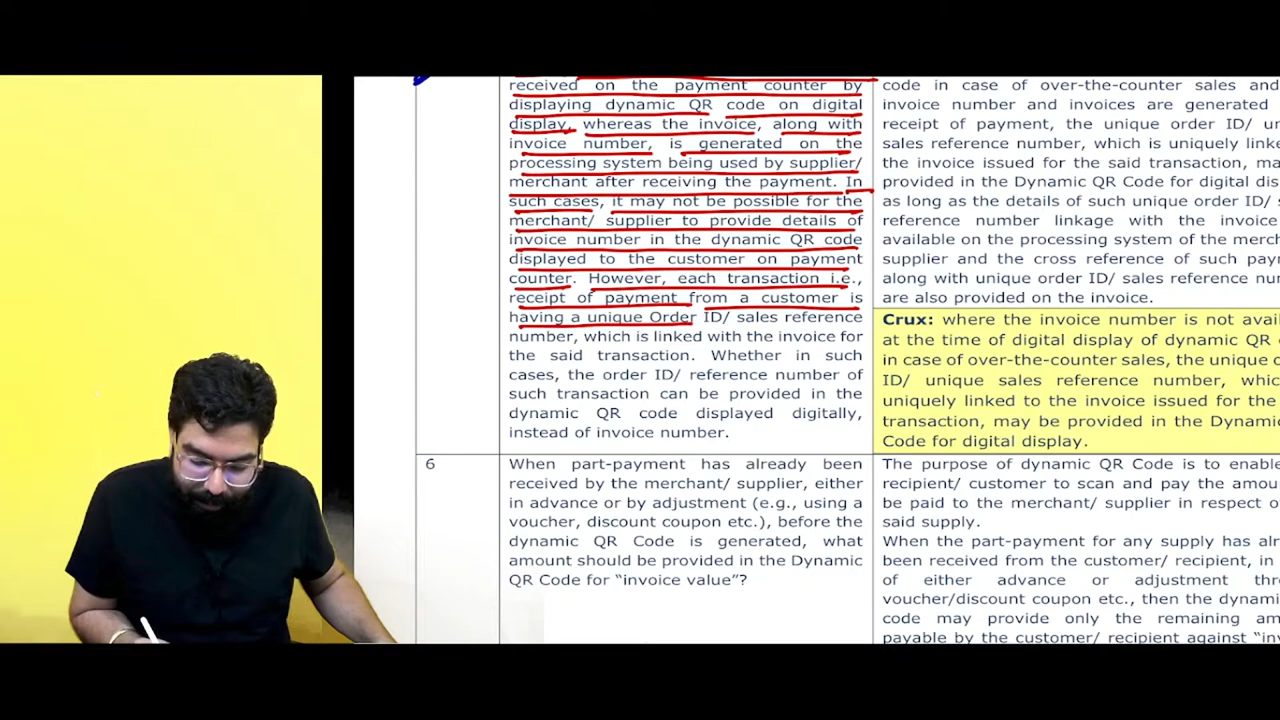 received on the payment counter by
displaying dynamic QR code on digital
display, whereas the invoice, along with
invoice number, is generated on the
processing system being used by supplier/
merchant after receiving the payment. In
such cases, it may not be possible for the
merchant/ supplier to provide details of
invoice number in the dynamic QR code
displayed to the customer on payment
counter. However, each transaction i.e.,
receipt of payment from a customer is
having a unique Order ID/ sales reference
number, which is linked with the invoice for
the said transaction. Whether in such
cases, the order ID/ reference number of
such transaction can be provided in the
dynamic QR code displayed digitally,
instead of invoice number.
code in case of over-the-counter sales and
invoice number and invoices are generated
receipt of payment, the unique order ID/
sales reference number, which is uniquely
the invoice issued for the said transaction,
provided in the Dynamic QR Code for digital
as long as the details of such unique order ID/
reference number linkage with the invoice
available on the processing system of the
supplier and the cross reference of such
along with unique order ID/ sales reference
are also provided on the invoice.
Crux: where the invoice number is not
at the time of digital display of dynamic QR
in case of over-the-counter sales, the unique
ID/ unique sales reference number,
uniquely linked to the invoice issued for the
transaction, may be provided in the
Code for digital display.
6
When part-payment has already been
received by the merchant/ supplier, either
in advance or by adjustment (e.g., using a
voucher, discount coupon etc.), before the
dynamic QR Code is generated, what
amount should be provided in the Dynamic
QR Code for “invoice value”?
The purpose of dynamic QR Code is to enable
recipient/ customer to scan and pay the
be paid to the merchant/ supplier in respect
said supply.
When the part-payment for any supply has
been received from the customer/ recipient, in
of either advance or adjustment
voucher/discount coupon etc., then the
code may provide only the remaining
payable by the customer/ recipient against